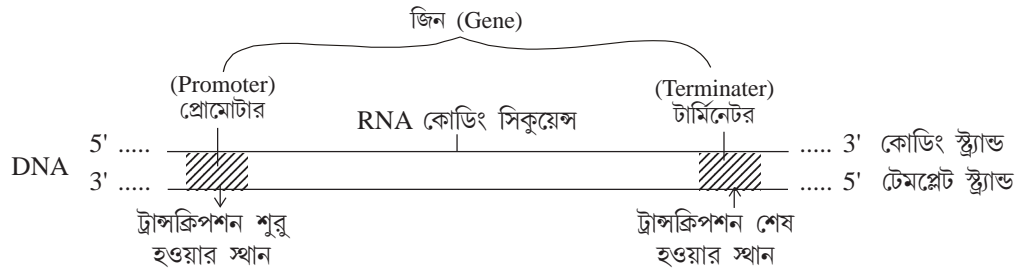 জিন (Gene)
(Promoter)
প্রোমোটার
(Terminater)
টার্মিনেটর
RNA কোডিং সিকুয়েন্স
DNA
5' ..... ..... 3' কোডিং স্ট্র্যান্ড
3' ..... ..... 5' টেমপ্লেট স্ট্র্যান্ড
ট্রান্সক্রিপশন শুরু
হওয়ার স্থান
ট্রান্সক্রিপশন শেষ
হওয়ার স্থান